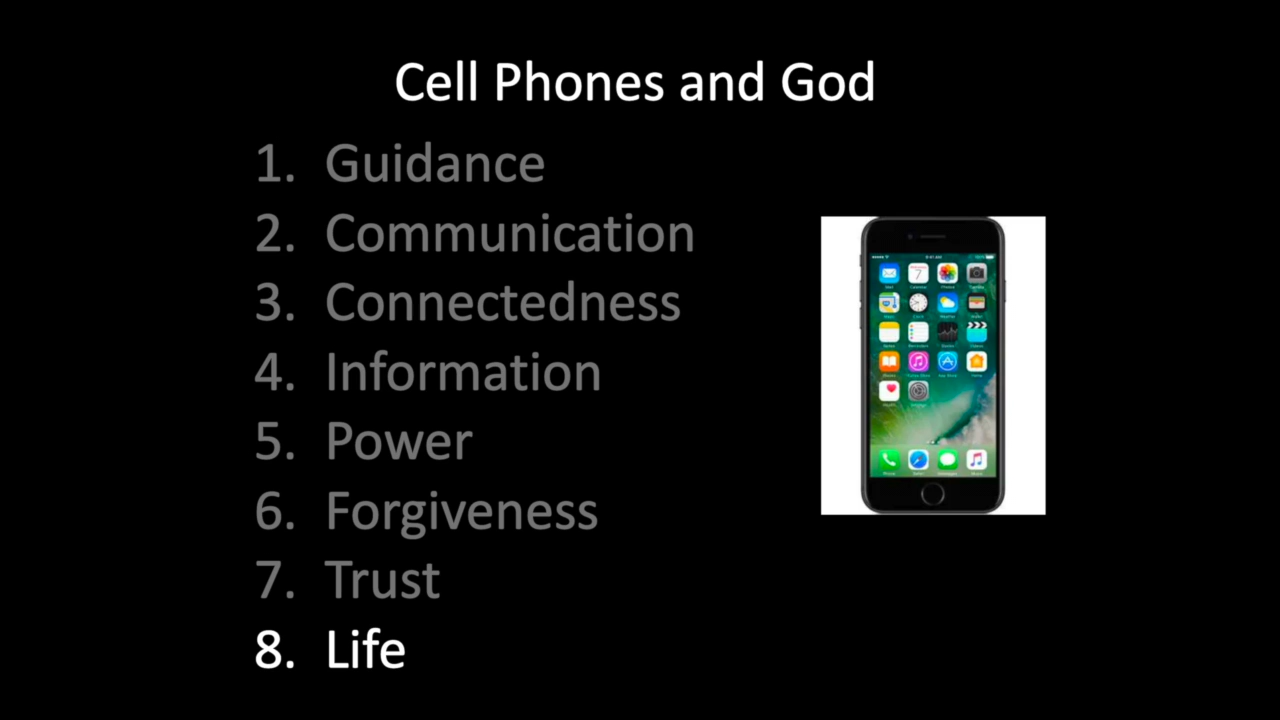 Cell Phones and God
1. Guidance
2. Communication
3. Connectedness
4. Information
5. Power
6. Forgiveness
7. Trust
8. Life